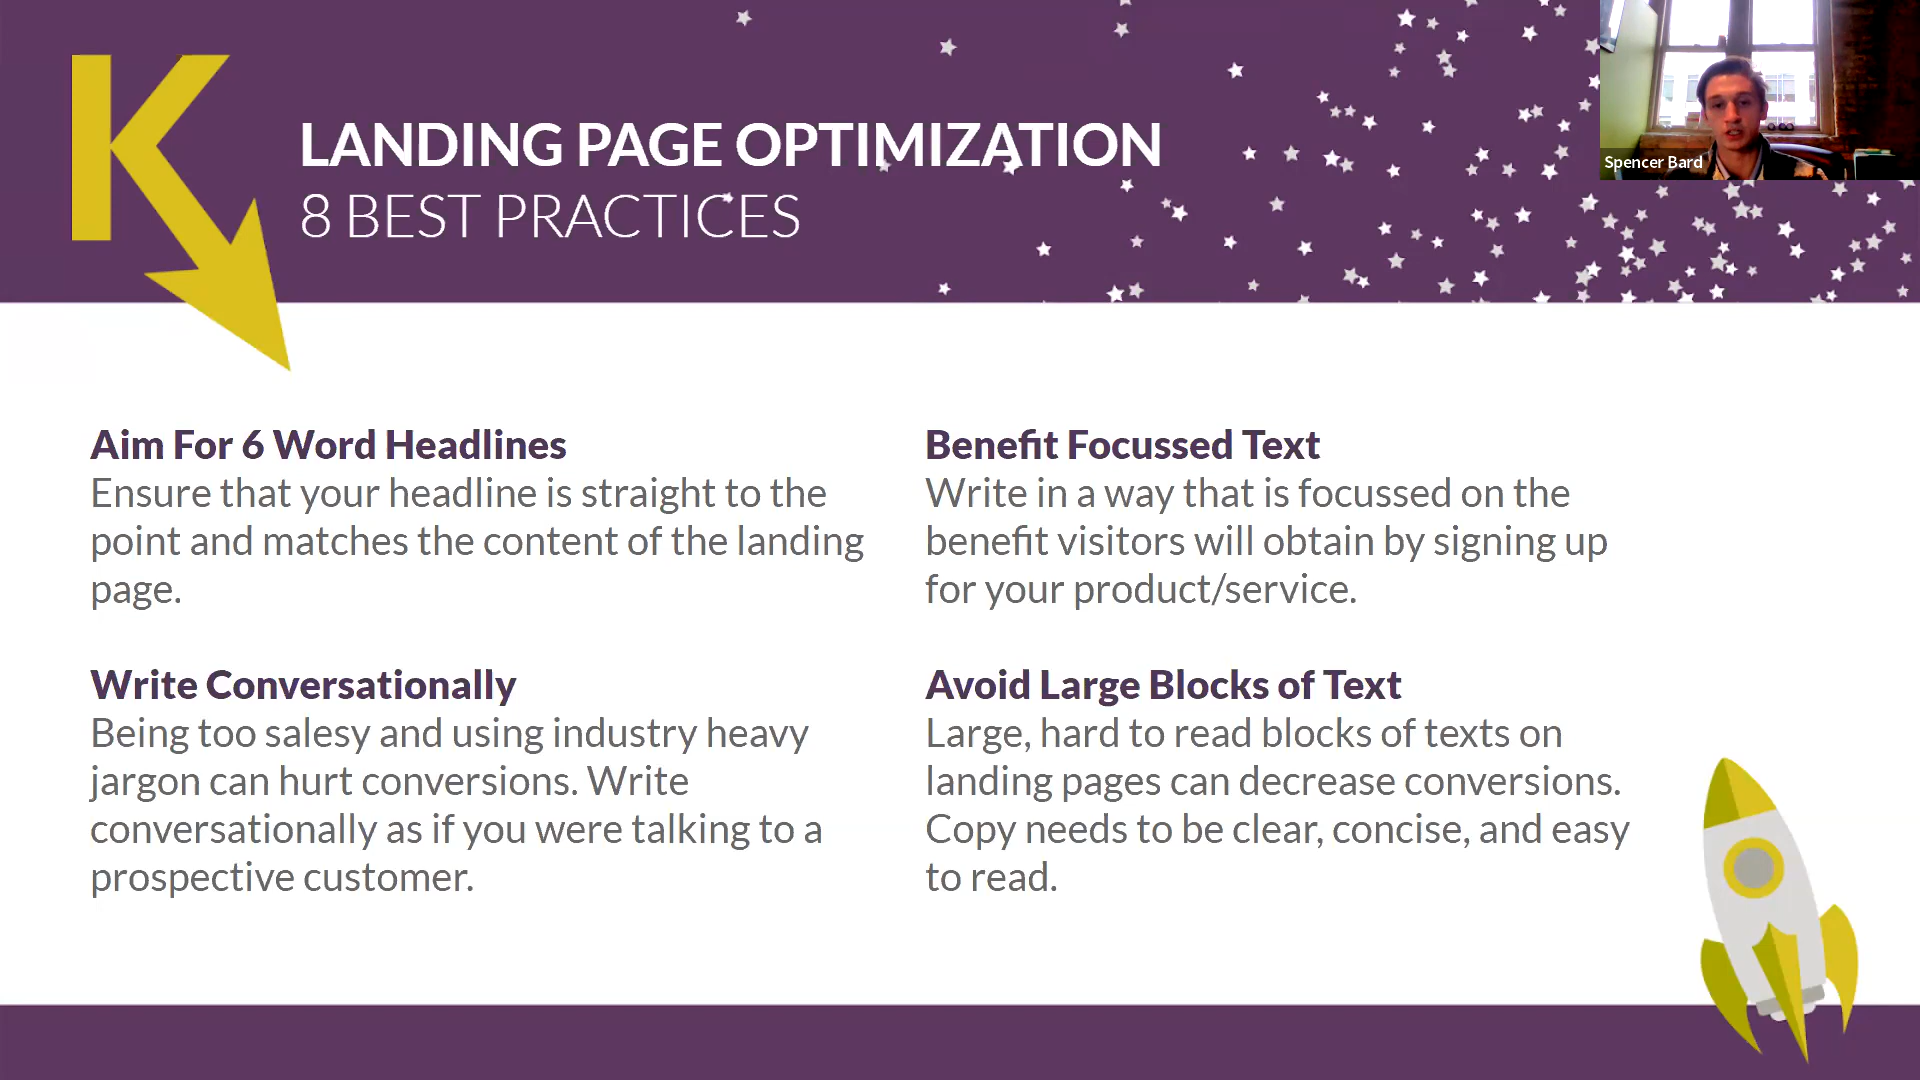 K
LANDING PAGE OPTIMIZATION
8 BEST PRACTICES
Spencer Bard
Aim For 6 Word Headlines
Ensure that your headline is straight to the
point and matches the content of the landing
page.
Write Conversationally
Being too salesy and using industry heavy
jargon can hurt conversions. Write
conversationally as if you were talking to a
prospective customer.
Benefit Focussed Text
Write in a way that is focussed on the
benefit visitors will obtain by signing up
for your product/service.
Avoid Large Blocks of Text
Large, hard to read blocks of texts on
landing pages can decrease conversions.
Copy needs to be clear, concise, and easy
to read.